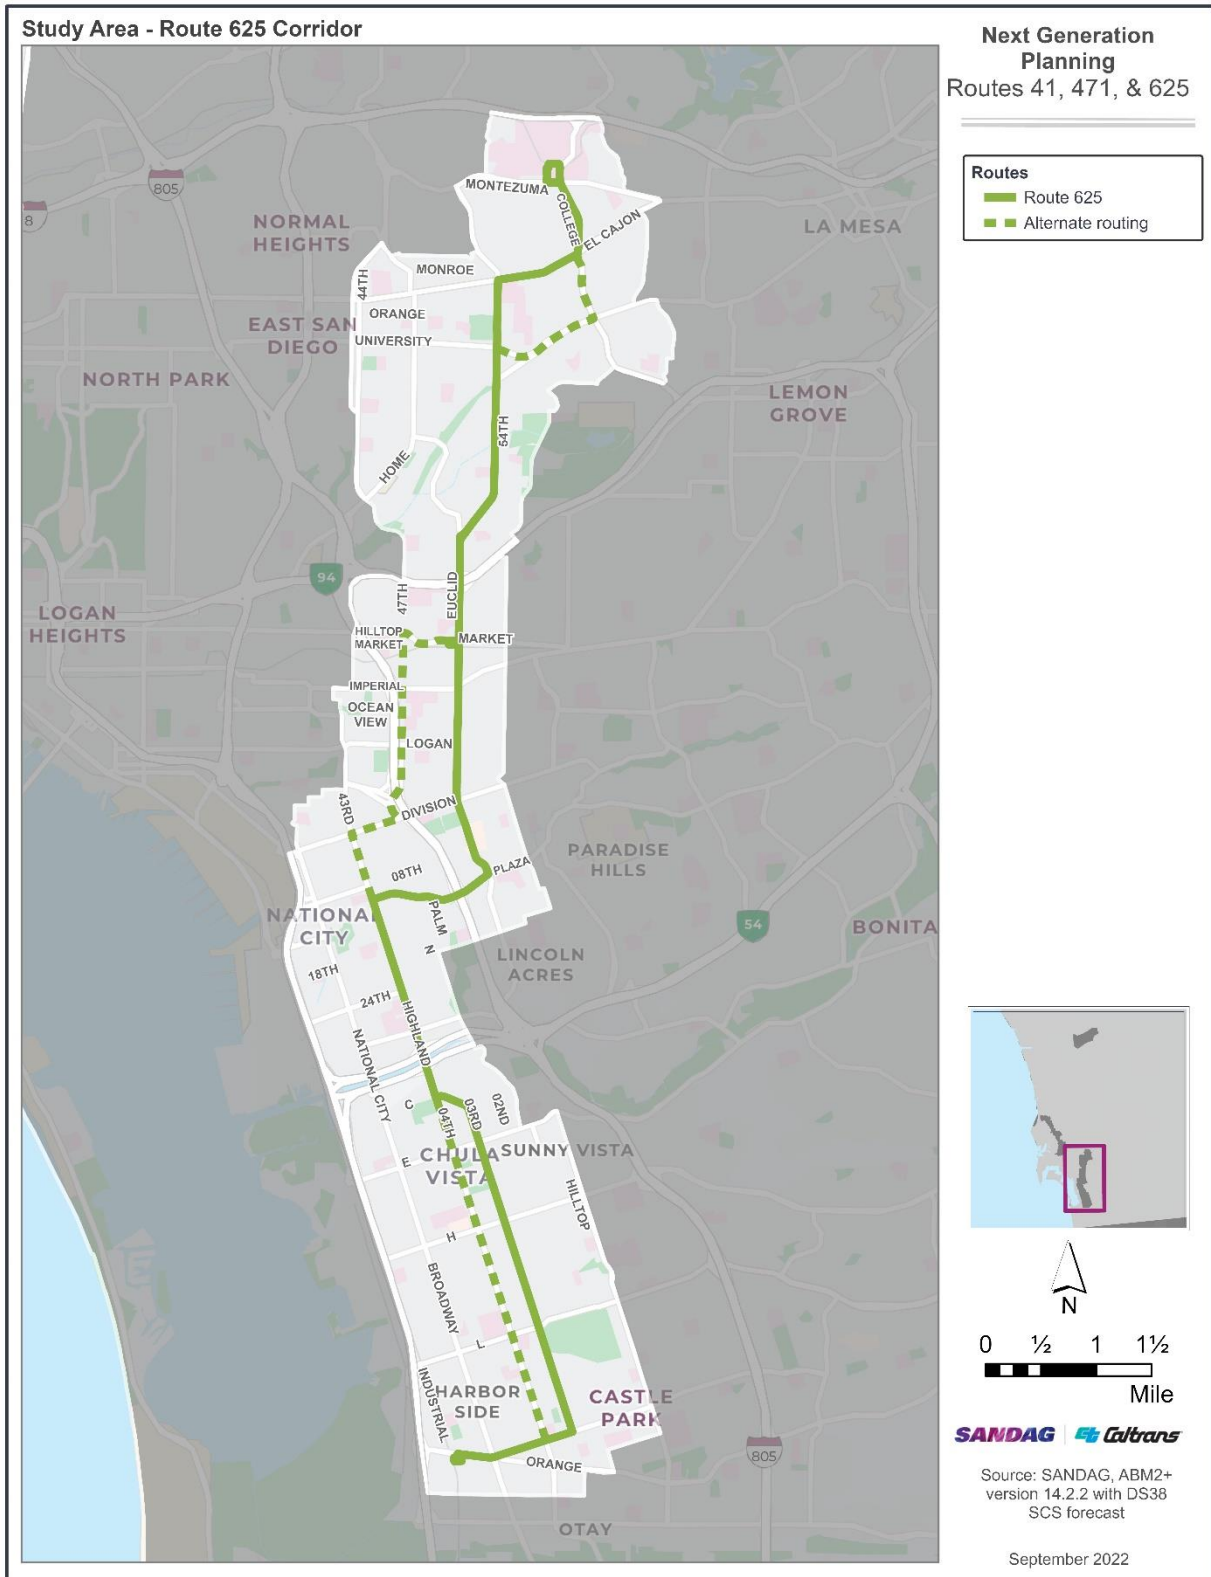 Study Area - Route 625 Corridor
Next Generation
Planning
Routes 41, 471, & 625
Routes
Route 625
Alternate routing
805
8
NORMAL
HEIGHTS
MONTEZUMA
COLLEGE
EL CAJON
LA MESA
44TH
MONROE
ORANGE
UNIVERSITY
EAST SAN
DIEGO
NORTH PARK
LEMON
GROVE
54TH
HOME
94
47TH
EUCLID
LOGAN
HEIGHTS
HILLTOP
MARKET
MARKET
IMPERIAL
OCEAN
VIEW
LOGAN
43RD
DIVISION
08TH
PLAZA
PARADISE
HILLS
NATIONAL
CITY
PALM
N
54
BONITA
LINCOLN
ACRES
18TH
24TH
HIGHLAND
NATIONAL CITY
C
04TH
03RD
02ND
E
CHULA
VISTA
SUNNY VISTA
HILLTOP
H
BROADWAY
L
INDUSTRIAL
HARBOR
SIDE
CASTLE
PARK
ORANGE
805
OTAY
N
0 ½ 1 1½
Mile
SANDAG
Caltrans
Source: SANDAG, ABM2+
version 14.2.2 with DS38
SCS forecast
September 2022